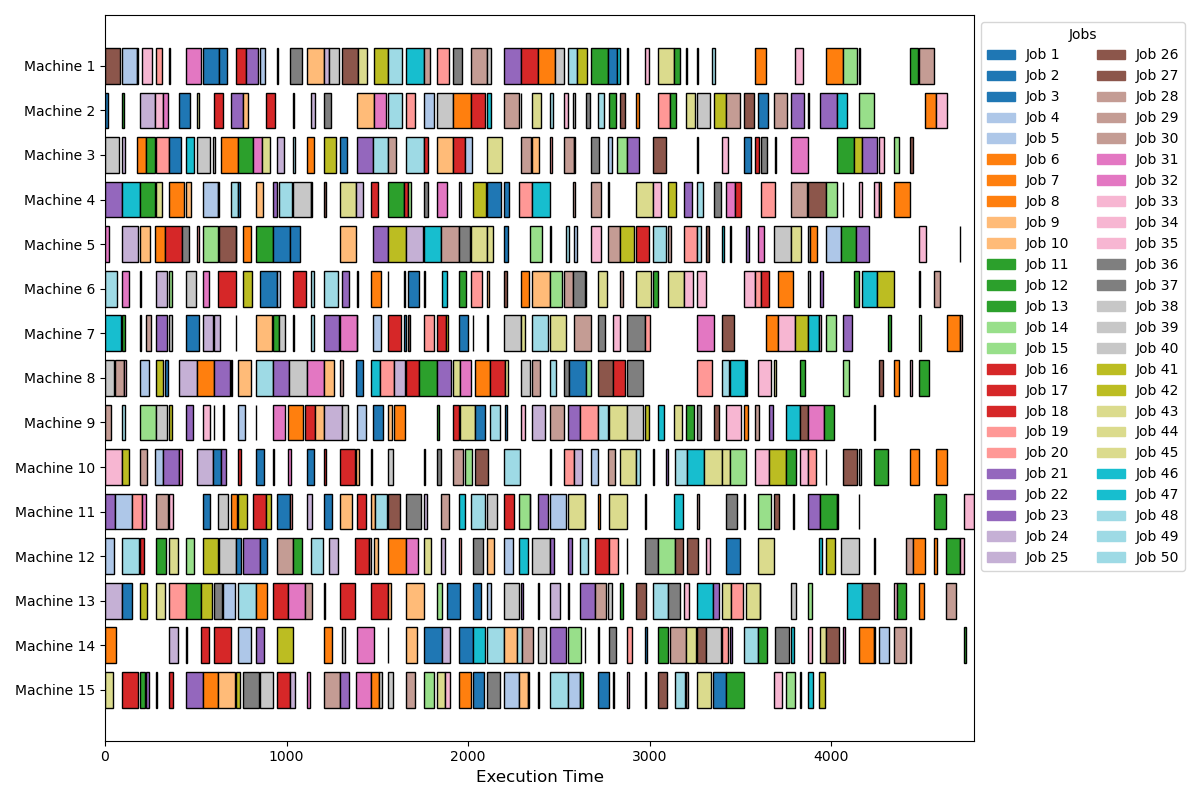 Machine 1
Machine 2
Machine 3
Machine 4
Machine 5
Machine 6
Machine 7
Machine 8
Machine 9
Machine 10
Machine 11
Machine 12
Machine 13
Machine 14
Machine 15
0 1000 2000 3000 4000
Execution Time
Jobs
Job 1 Job 26
Job 2 Job 27
Job 3 Job 28
Job 4 Job 29
Job 5 Job 30
Job 6 Job 31
Job 7 Job 32
Job 8 Job 33
Job 9 Job 34
Job 10 Job 35
Job 11 Job 36
Job 12 Job 37
Job 13 Job 38
Job 14 Job 39
Job 15 Job 40
Job 16 Job 41
Job 17 Job 42
Job 18 Job 43
Job 19 Job 44
Job 20 Job 45
Job 21 Job 46
Job 22 Job 47
Job 23 Job 48
Job 24 Job 49
Job 25 Job 50